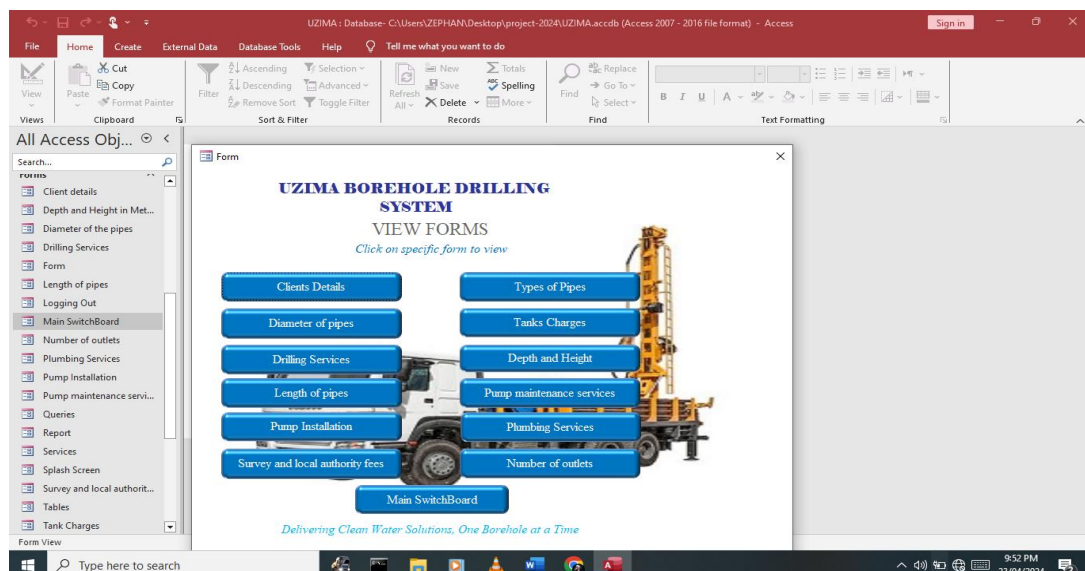 UZIMA : Database- C:\Users\ZEPHAN\Desktop\project-2024\UZIMA.accdb (Access 2007 - 2016 file format) - Access
Sign in
File Home Create External Data Database Tools Help Tell me what you want to do
View
Paste
Cut
Copy
Format Painter
Filter
Ascending
Descending
Remove Sort
Selection
Advanced
Toggle Filter
Refresh All
New
Save
Delete
Totals
Spelling
More
Find
Replace
Go To
Select
B I U A
Views Clipboard Sort & Filter Records Find Text Formatting
All Access Obj...
Search...
Forms
Client details
Depth and Height in Met...
Diameter of the pipes
Drilling Services
Form
Length of pipes
Logging Out
Main SwitchBoard
Number of outlets
Plumbing Services
Pump Installation
Pump maintenance servi...
Queries
Report
Services
Splash Screen
Survey and local authorit...
Tables
Tank Charges
Form
UZIMA BOREHOLE DRILLING
SYSTEM
VIEW FORMS
Click on specific form to view
Clients Details Types of Pipes
Diameter of pipes Tanks Charges
Drilling Services Depth and Height
Length of pipes Pump maintenance services
Pump Installation Plumbing Services
Survey and local authority fees Number of outlets
Main SwitchBoard
Delivering Clean Water Solutions, One Borehole at a Time
Form View
Type here to search
9:52 PM